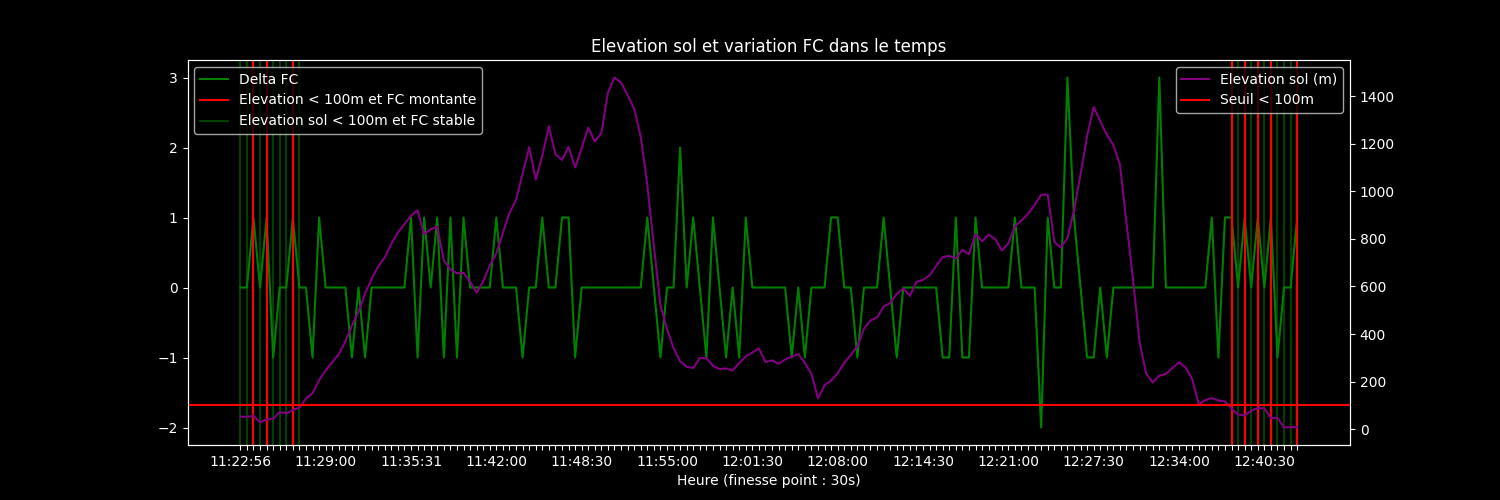 Elevation sol et variation FC dans le temps
Delta FC
Elevation < 100m et FC montante
Elevation sol < 100m et FC stable
Elevation sol (m)
Seuil < 100m
3
2
1
0
−1
−2
1400
1200
1000
800
600
400
200
0
11:22:56 11:29:00 11:35:31 11:42:00 11:48:30 11:55:00 12:01:30 12:08:00 12:14:30 12:21:00 12:27:30 12:34:00 12:40:30
Heure (finesse point : 30s)